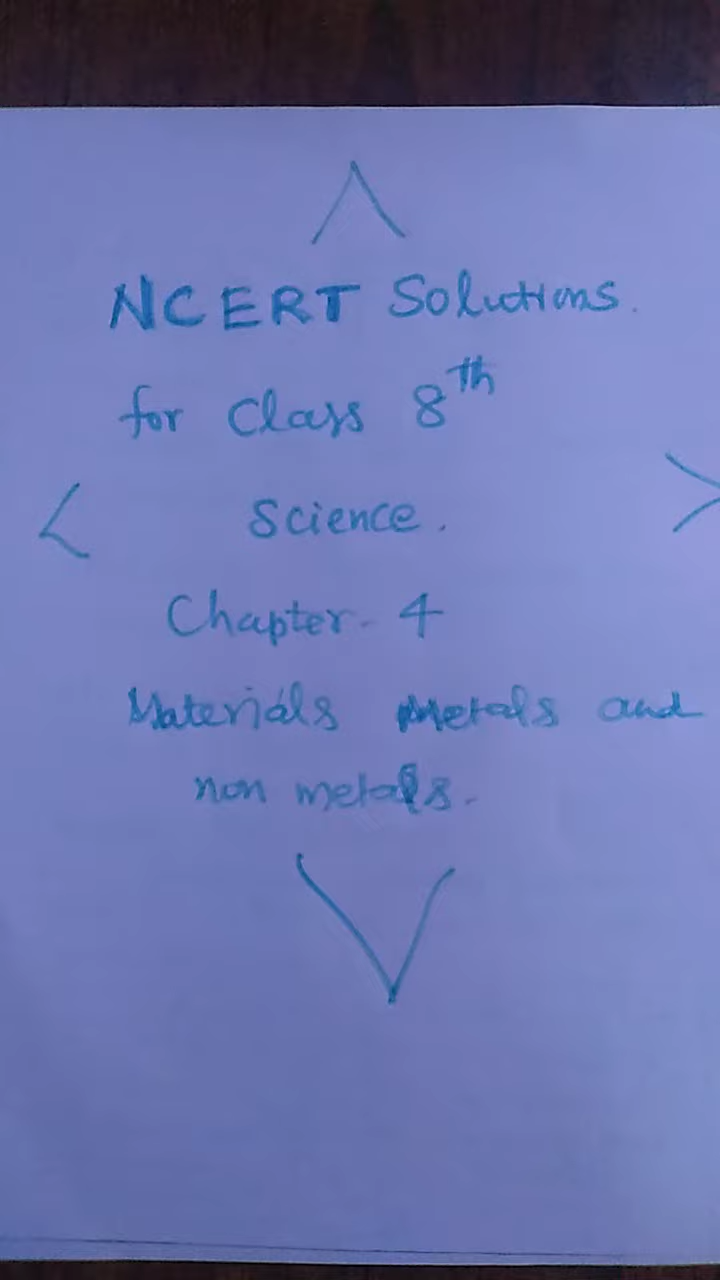 NCERT Solutions.
for Class 8th
Science.
Chapter - 4
Materials Metals and
non metals.